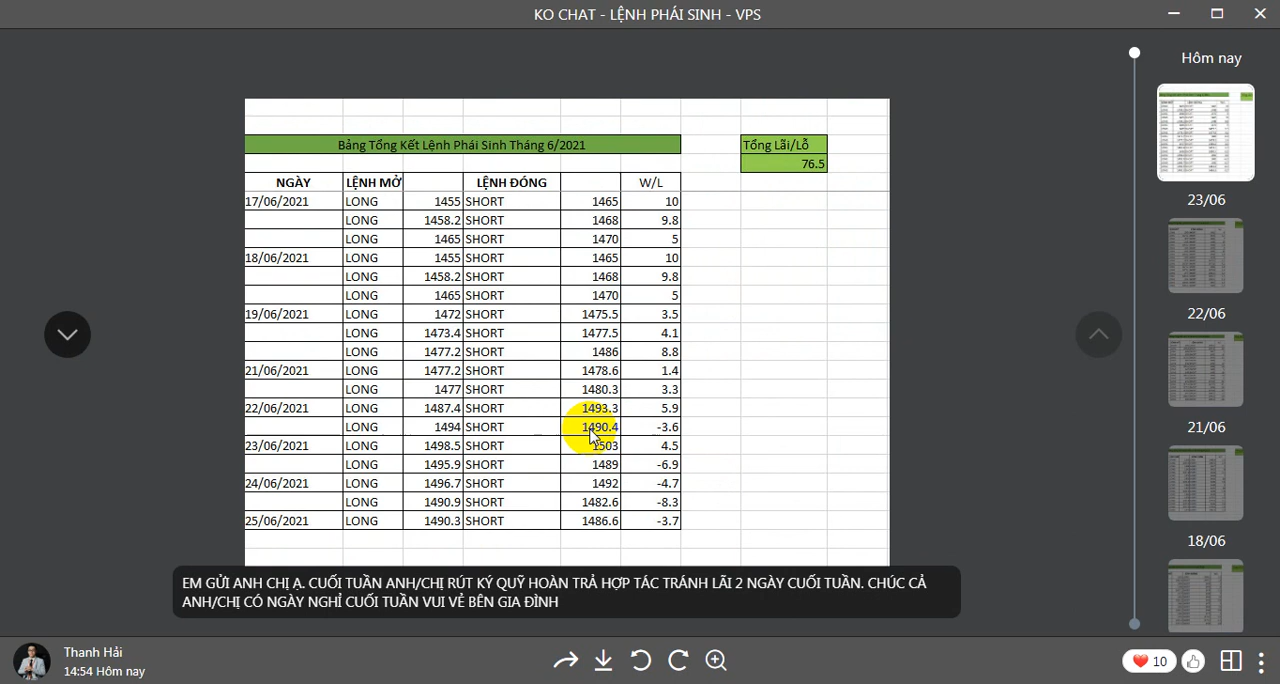 KO CHAT - LỆNH PHÁI SINH - VPS
Hôm nay
Bảng Tổng Kết Lệnh Phái Sinh Tháng 6/2021 Tổng Lãi/Lỗ
76.5
NGÀY LỆNH MỞ LỆNH ĐÓNG W/L
17/06/2021 LONG 1455 SHORT 1465 10
LONG 1458.2 SHORT 1468 9.8
LONG 1465 SHORT 1470 5
18/06/2021 LONG 1455 SHORT 1465 10
LONG 1458.2 SHORT 1468 9.8
LONG 1465 SHORT 1470 5
19/06/2021 LONG 1472 SHORT 1475.5 3.5
LONG 1473.4 SHORT 1477.5 4.1
LONG 1477.2 SHORT 1486 8.8
21/06/2021 LONG 1477.2 SHORT 1478.6 1.4
LONG 1477 SHORT 1480.3 3.3
22/06/2021 LONG 1487.4 SHORT 1493.3 5.9
LONG 1494 SHORT 1490.4 -3.6
23/06/2021 LONG 1498.5 SHORT 1503 4.5
LONG 1495.9 SHORT 1489 -6.9
24/06/2021 LONG 1496.7 SHORT 1492 -4.7
LONG 1490.9 SHORT 1482.6 -8.3
25/06/2021 LONG 1490.3 SHORT 1486.6 -3.7
EM GỬI ANH CHỊ Ạ. CUỐI TUẦN ANH/CHỊ RÚT KÝ QUỸ HOÀN TRẢ HỢP TÁC TRÁNH LÃI 2 NGÀY CUỐI TUẦN. CHÚC CẢ
ANH/CHỊ CÓ NGÀY NGHỈ CUỐI TUẦN VUI VẺ BÊN GIA ĐÌNH
23/06
22/06
21/06
18/06
Thanh Hải
14:54 Hôm nay
10